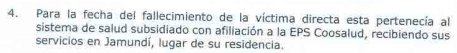 4. Para la fecha del fallecimiento de la víctima directa esta pertenecía al
sistema de salud subsidiado con afiliación a la EPS Coosalud, recibiendo sus
servicios en Jamundí, lugar de su residencia.